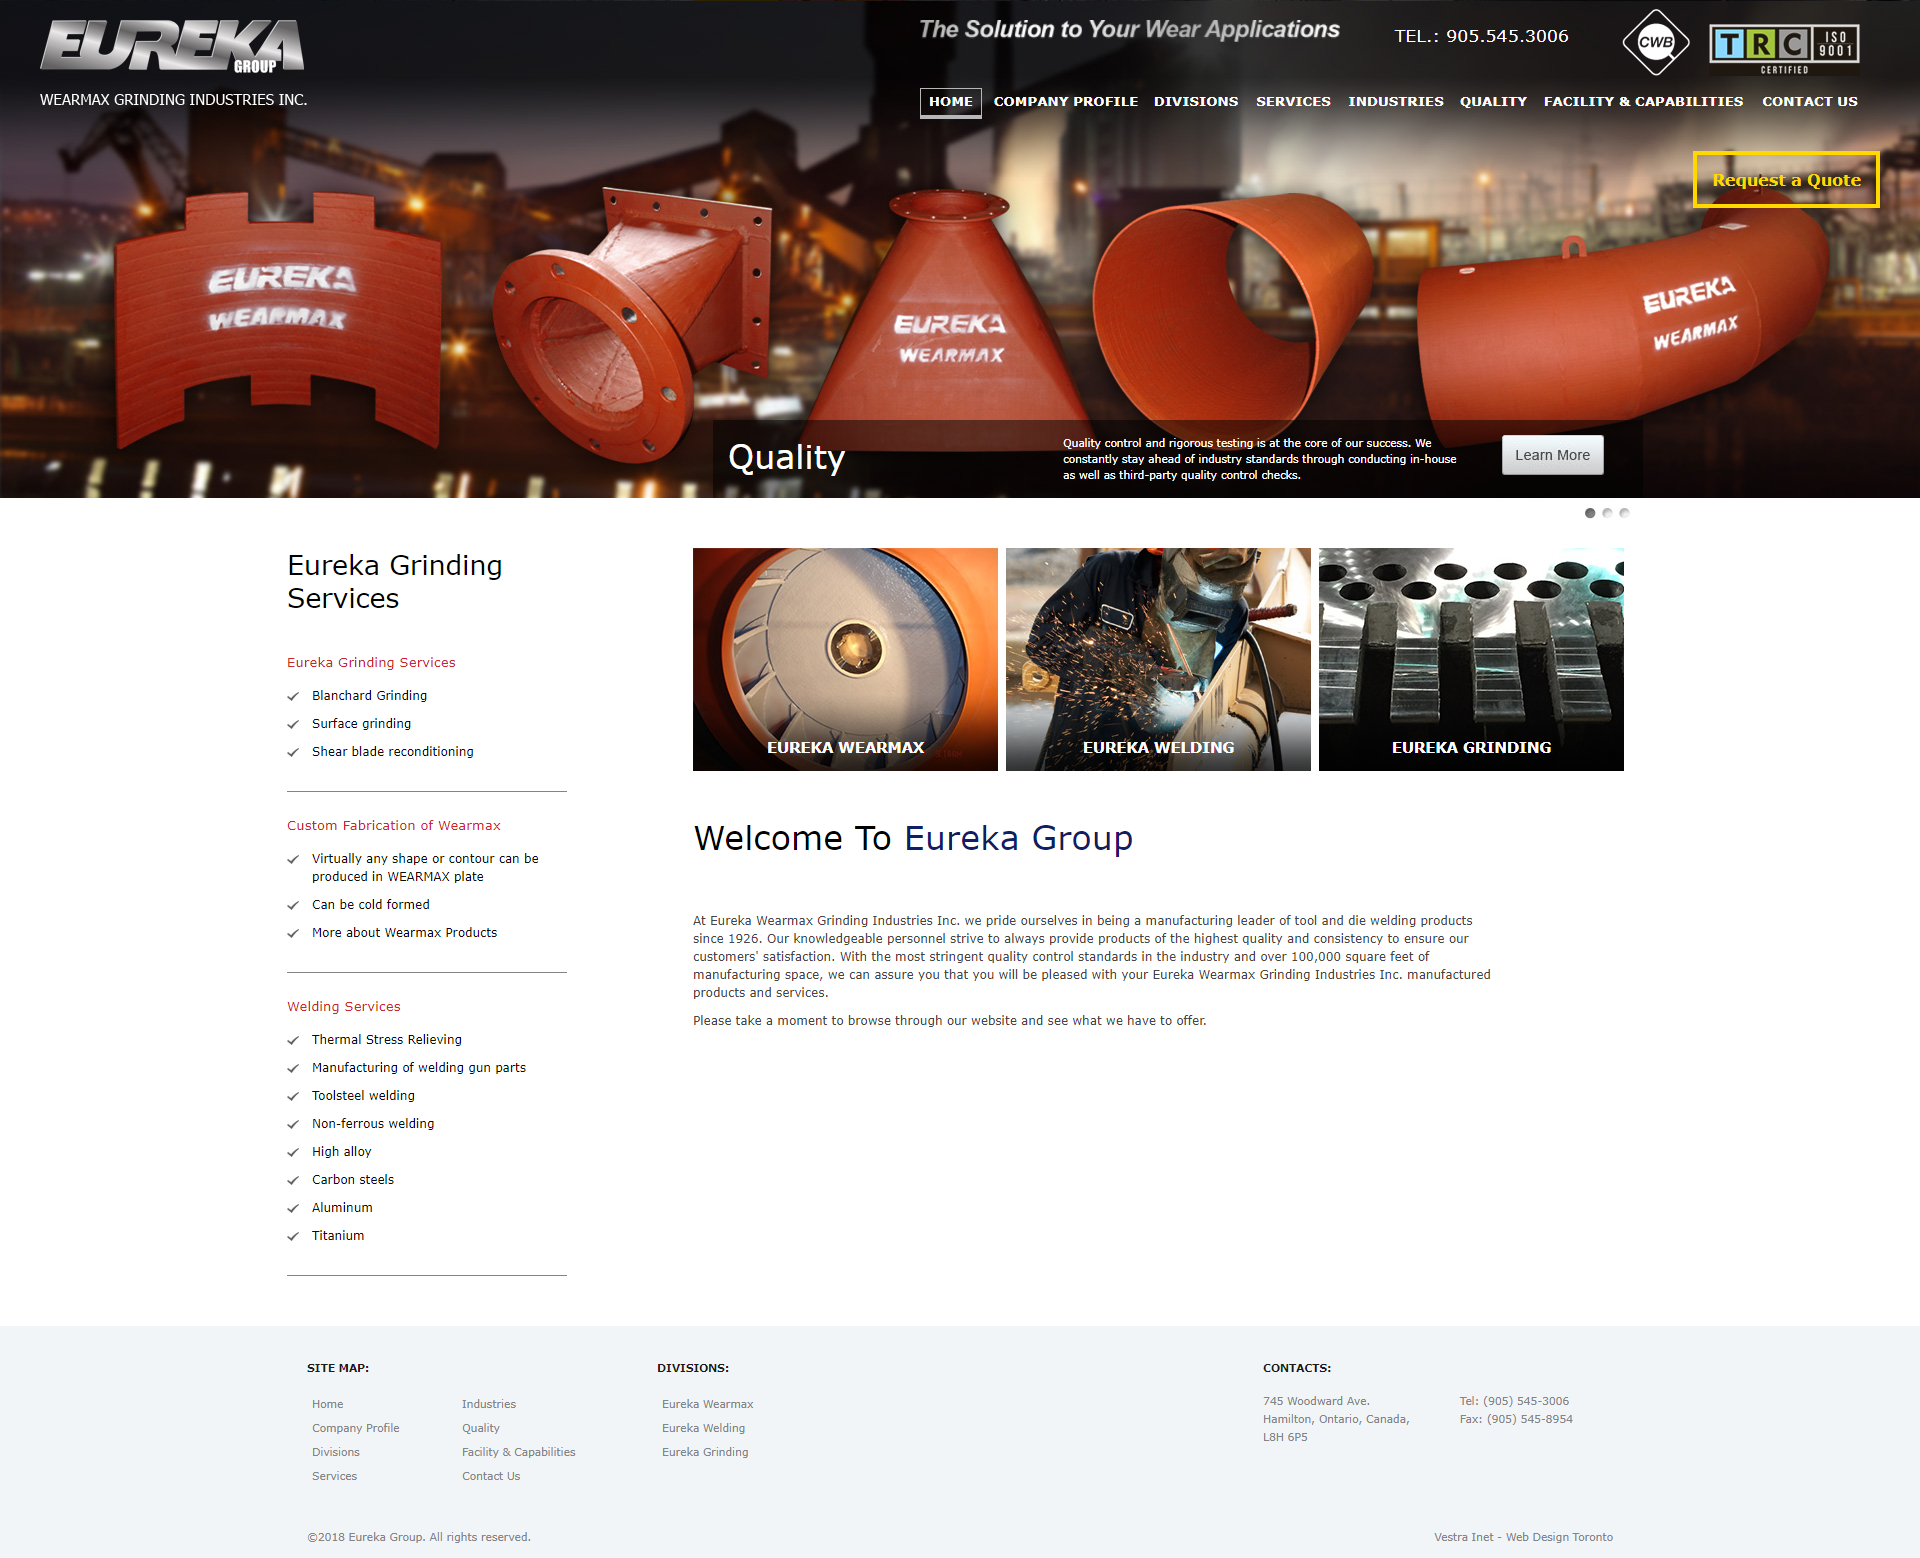 EUREKA
GROUP
WEARMAX GRINDING INDUSTRIES INC.
The Solution to Your Wear Applications
TEL.: 905.545.3006
CWB
TRC ISO 9001
CERTIFIED
HOME COMPANY PROFILE DIVISIONS SERVICES INDUSTRIES QUALITY FACILITY & CAPABILITIES CONTACT US
Request a Quote
EUREKA
WEARMAX
EUREKA
WEARMAX
EUREKA
WEARMAX
Quality
Quality control and rigorous testing is at the core of our success. We
constantly stay ahead of industry standards through conducting in-house
as well as third-party quality control checks.
Learn More
Eureka Grinding
Services
Eureka Grinding Services
Blanchard Grinding
Surface grinding
Shear blade reconditioning
Custom Fabrication of Wearmax
Virtually any shape or contour can be
produced in WEARMAX plate
Can be cold formed
More about Wearmax Products
Welding Services
Thermal Stress Relieving
Manufacturing of welding gun parts
Toolsteel welding
Non-ferrous welding
High alloy
Carbon steels
Aluminum
Titanium
EUREKA WEARMAX
EUREKA WELDING
EUREKA GRINDING
Welcome To Eureka Group
At Eureka Wearmax Grinding Industries Inc. we pride ourselves in being a manufacturing leader of tool and die welding products
since 1926. Our knowledgeable personnel strive to always provide products of the highest quality and consistency to ensure our
customers' satisfaction. With the most stringent quality control standards in the industry and over 100,000 square feet of
manufacturing space, we can assure you that you will be pleased with your Eureka Wearmax Grinding Industries Inc. manufactured
products and services.
Please take a moment to browse through our website and see what we have to offer.
SITE MAP:
Home
Company Profile
Divisions
Services
Industries
Quality
Facility & Capabilities
Contact Us
DIVISIONS:
Eureka Wearmax
Eureka Welding
Eureka Grinding
CONTACTS:
745 Woodward Ave.
Hamilton, Ontario, Canada,
L8H 6P5
Tel: (905) 545-3006
Fax: (905) 545-8954
©2018 Eureka Group. All rights reserved.
Vestra Inet - Web Design Toronto